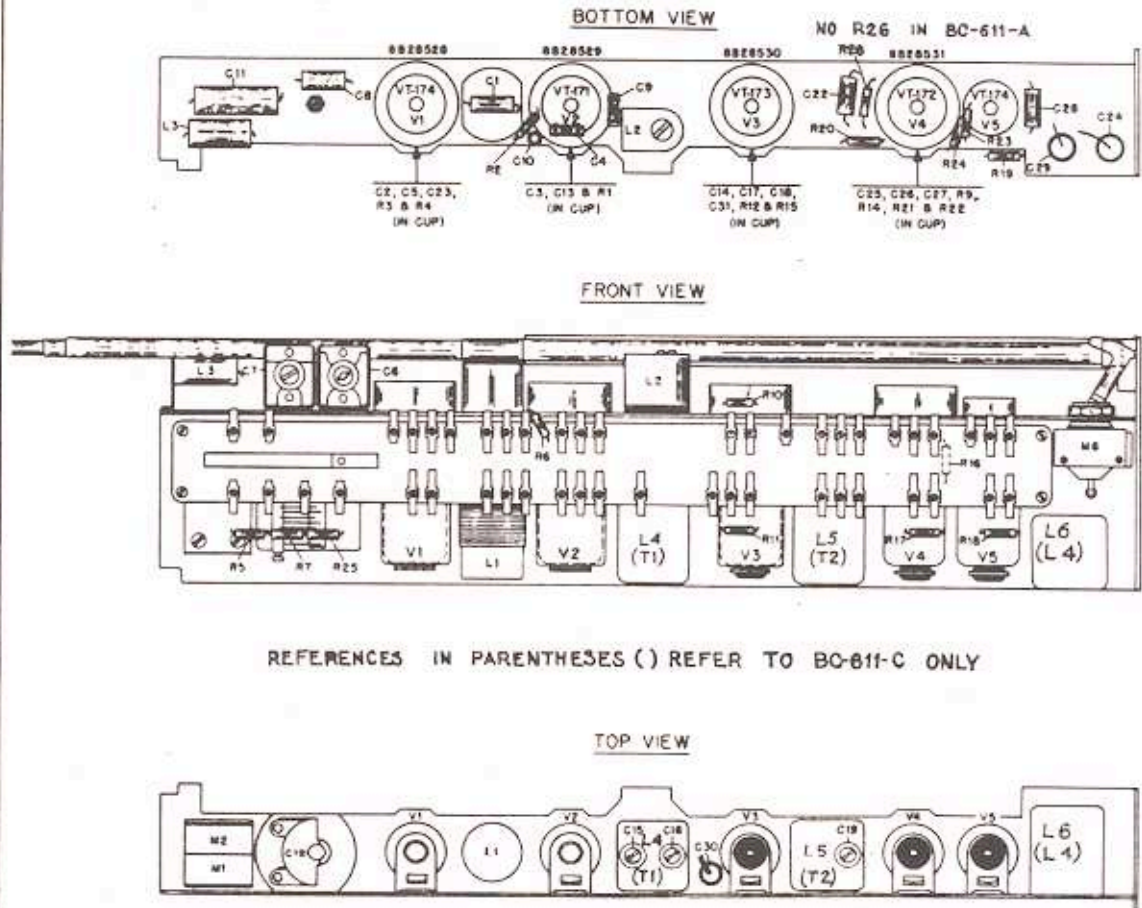 BOTTOM VIEW
NO R26 IN BC-611-A
8828528
8828529
8828530
R26
8828531
C11
C8
VT-174
V1
C1
VT-171
V2
C9
VT-173
V3
C22
VT-172
V4
VT-174
V5
C28
C24
L3
L2
R20
R23
R2
C10
C4
R24
R19
C29
C2, C5, C23,
R3 & R4
(IN CUP)
C3, C13 & R1
(IN CUP)
C14, C17, C18,
C31, R12 & R15
(IN CUP)
C25, C26, C27, R9,
R14, R21 & R22
(IN CUP)
FRONT VIEW
L3
C7
C6
L2
R10
R6
R16
M6
R5
R7
R25
V1
L1
V2
L4
(T1)
R11
V3
L5
(T2)
R17
V4
R18
V5
L6
(L4)
REFERENCES IN PARENTHESES () REFER TO BC-611-C ONLY
TOP VIEW
M2
M1
C12
V1
L1
V2
C15
L4
C16
(T1)
C30
V3
C19
L5
(T2)
V4
V5
L6
(L4)